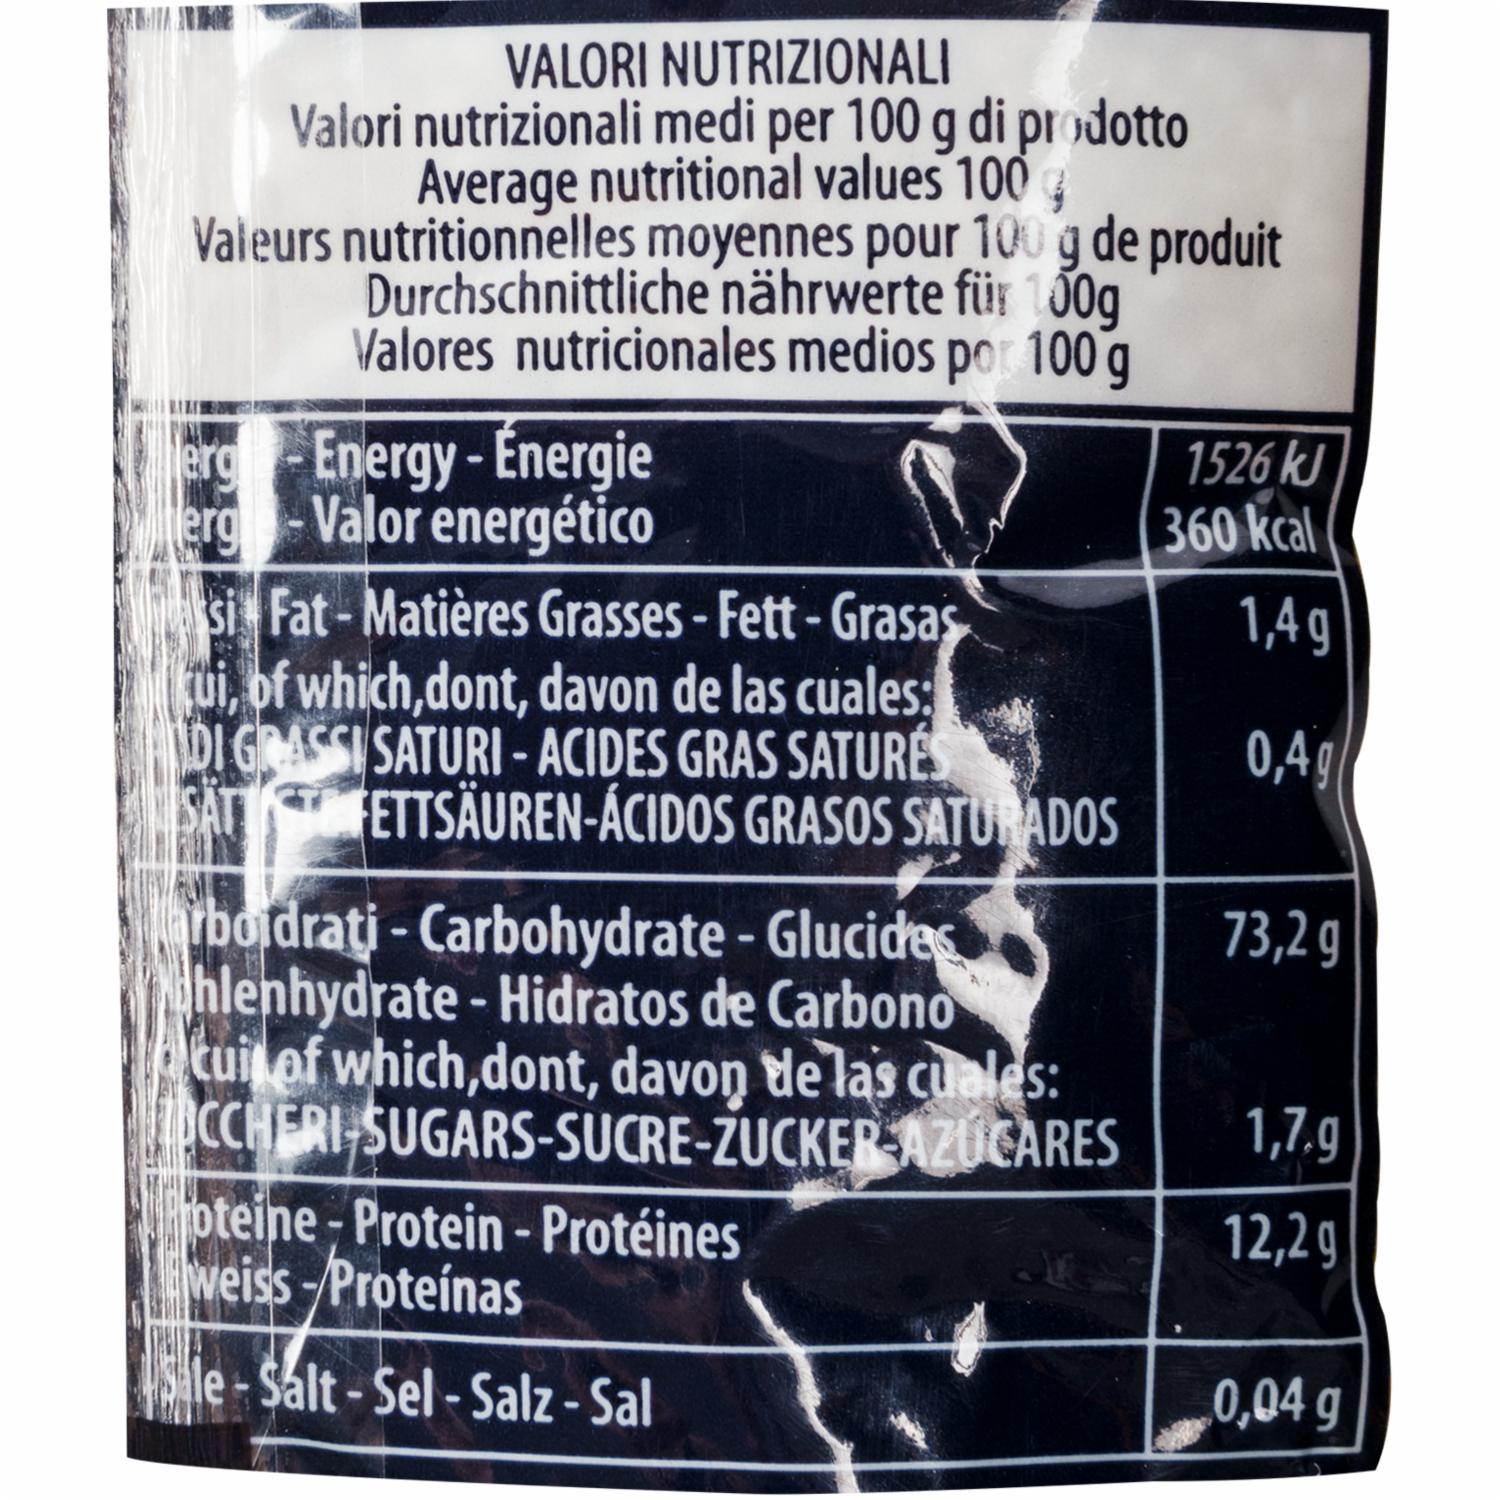 VALORI NUTRIZIONALI
Valori nutrizionali medi per 100 g di prodotto
Average nutritional values 100 g
Valeurs nutritionnelles moyennes pour 100 g de produit
Durchschnittliche nährwerte für 100g
Valores nutricionales medios por 100 g
- Energy - Énergie 1526 kJ
- Valor energético 360 kcal
Fat - Matières Grasses - Fett - Grasas 1,4 g
cui, of which,dont, davon de las cuales:
DI GRASSI SATURI - ACIDES GRAS SATURÉS 0,4 g
FETTSÄUREN-ÁCIDOS GRASOS SATURADOS
Carboidrati - Carbohydrate - Glucides 73,2 g
Kohlenhydrate - Hidratos de Carbono
cui, of which,dont, davon de las cuales:
ZUCCHERI-SUGARS-SUCRE-ZUCKER-AZÚCARES 1,7 g
Proteine - Protein - Protéines 12,2 g
Eiweiss - Proteínas
Sale - Salt - Sel - Salz - Sal 0,04 g